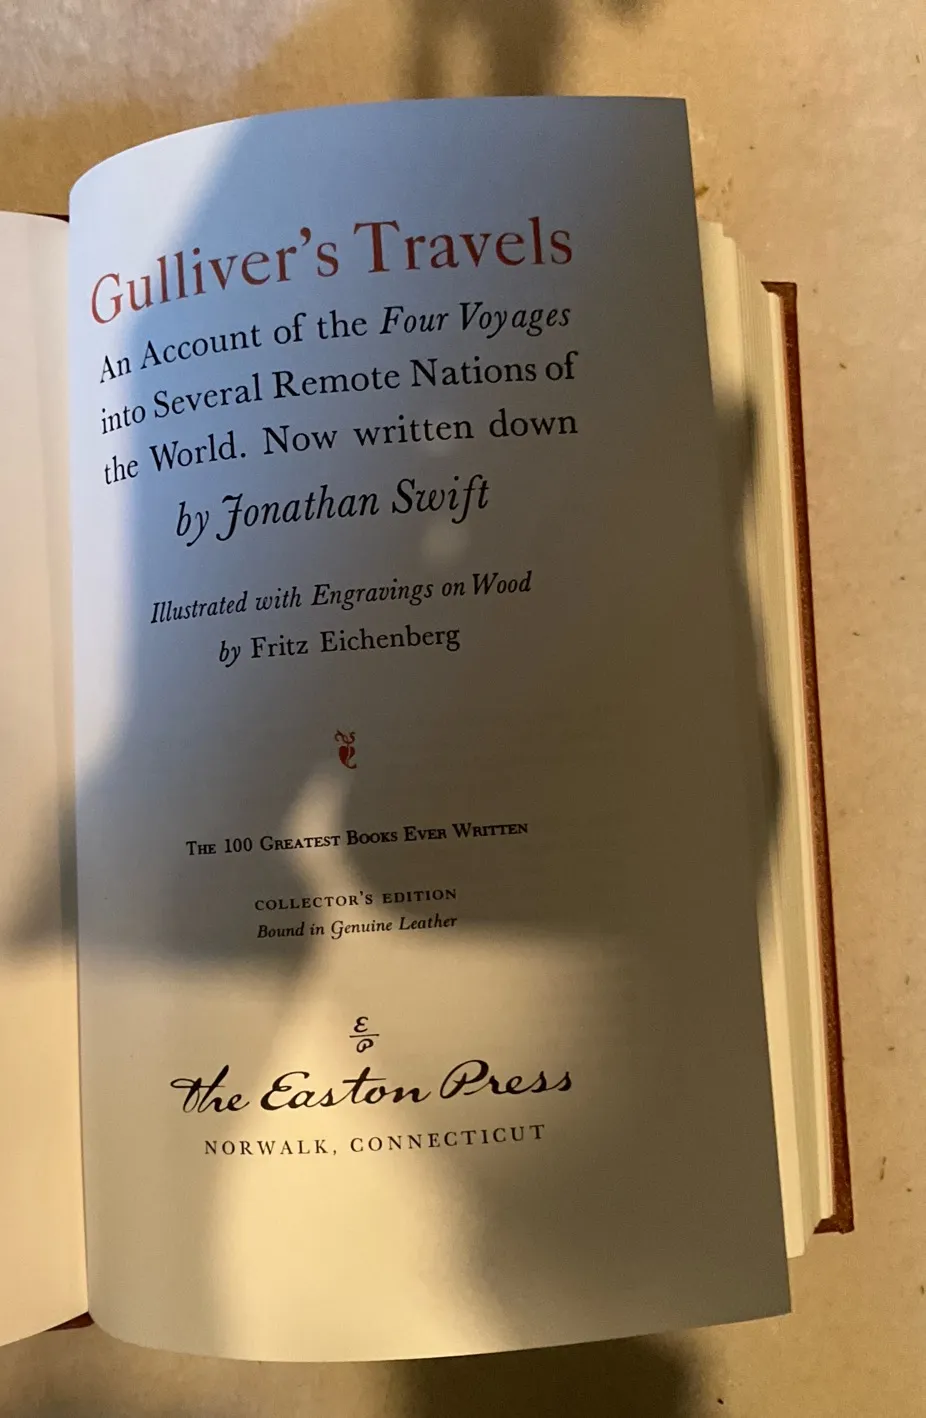 Gulliver's Travels
An Account of the Four Voyages
into Several Remote Nations of
the World. Now written down
by Jonathan Swift
Illustrated with Engravings on Wood
by Fritz Eichenberg
THE 100 GREATEST BOOKS EVER WRITTEN
COLLECTOR'S EDITION
Bound in Genuine Leather
E
P
The Easton Press
NORWALK, CONNECTICUT